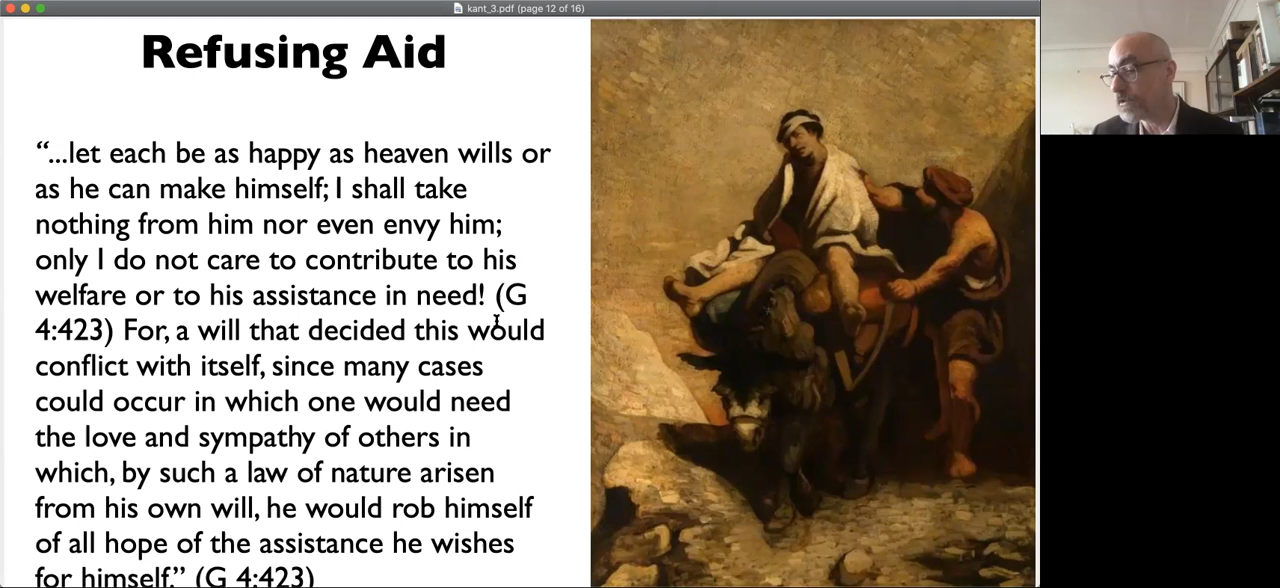 kant_3.pdf (page 12 of 16)
Refusing Aid
“...let each be as happy as heaven wills or
as he can make himself; I shall take
nothing from him nor even envy him;
only I do not care to contribute to his
welfare or to his assistance in need! (G
4:423) For, a will that decided this would
conflict with itself, since many cases
could occur in which one would need
the love and sympathy of others in
which, by such a law of nature arisen
from his own will, he would rob himself
of all hope of the assistance he wishes
for himself.” (G 4:423)